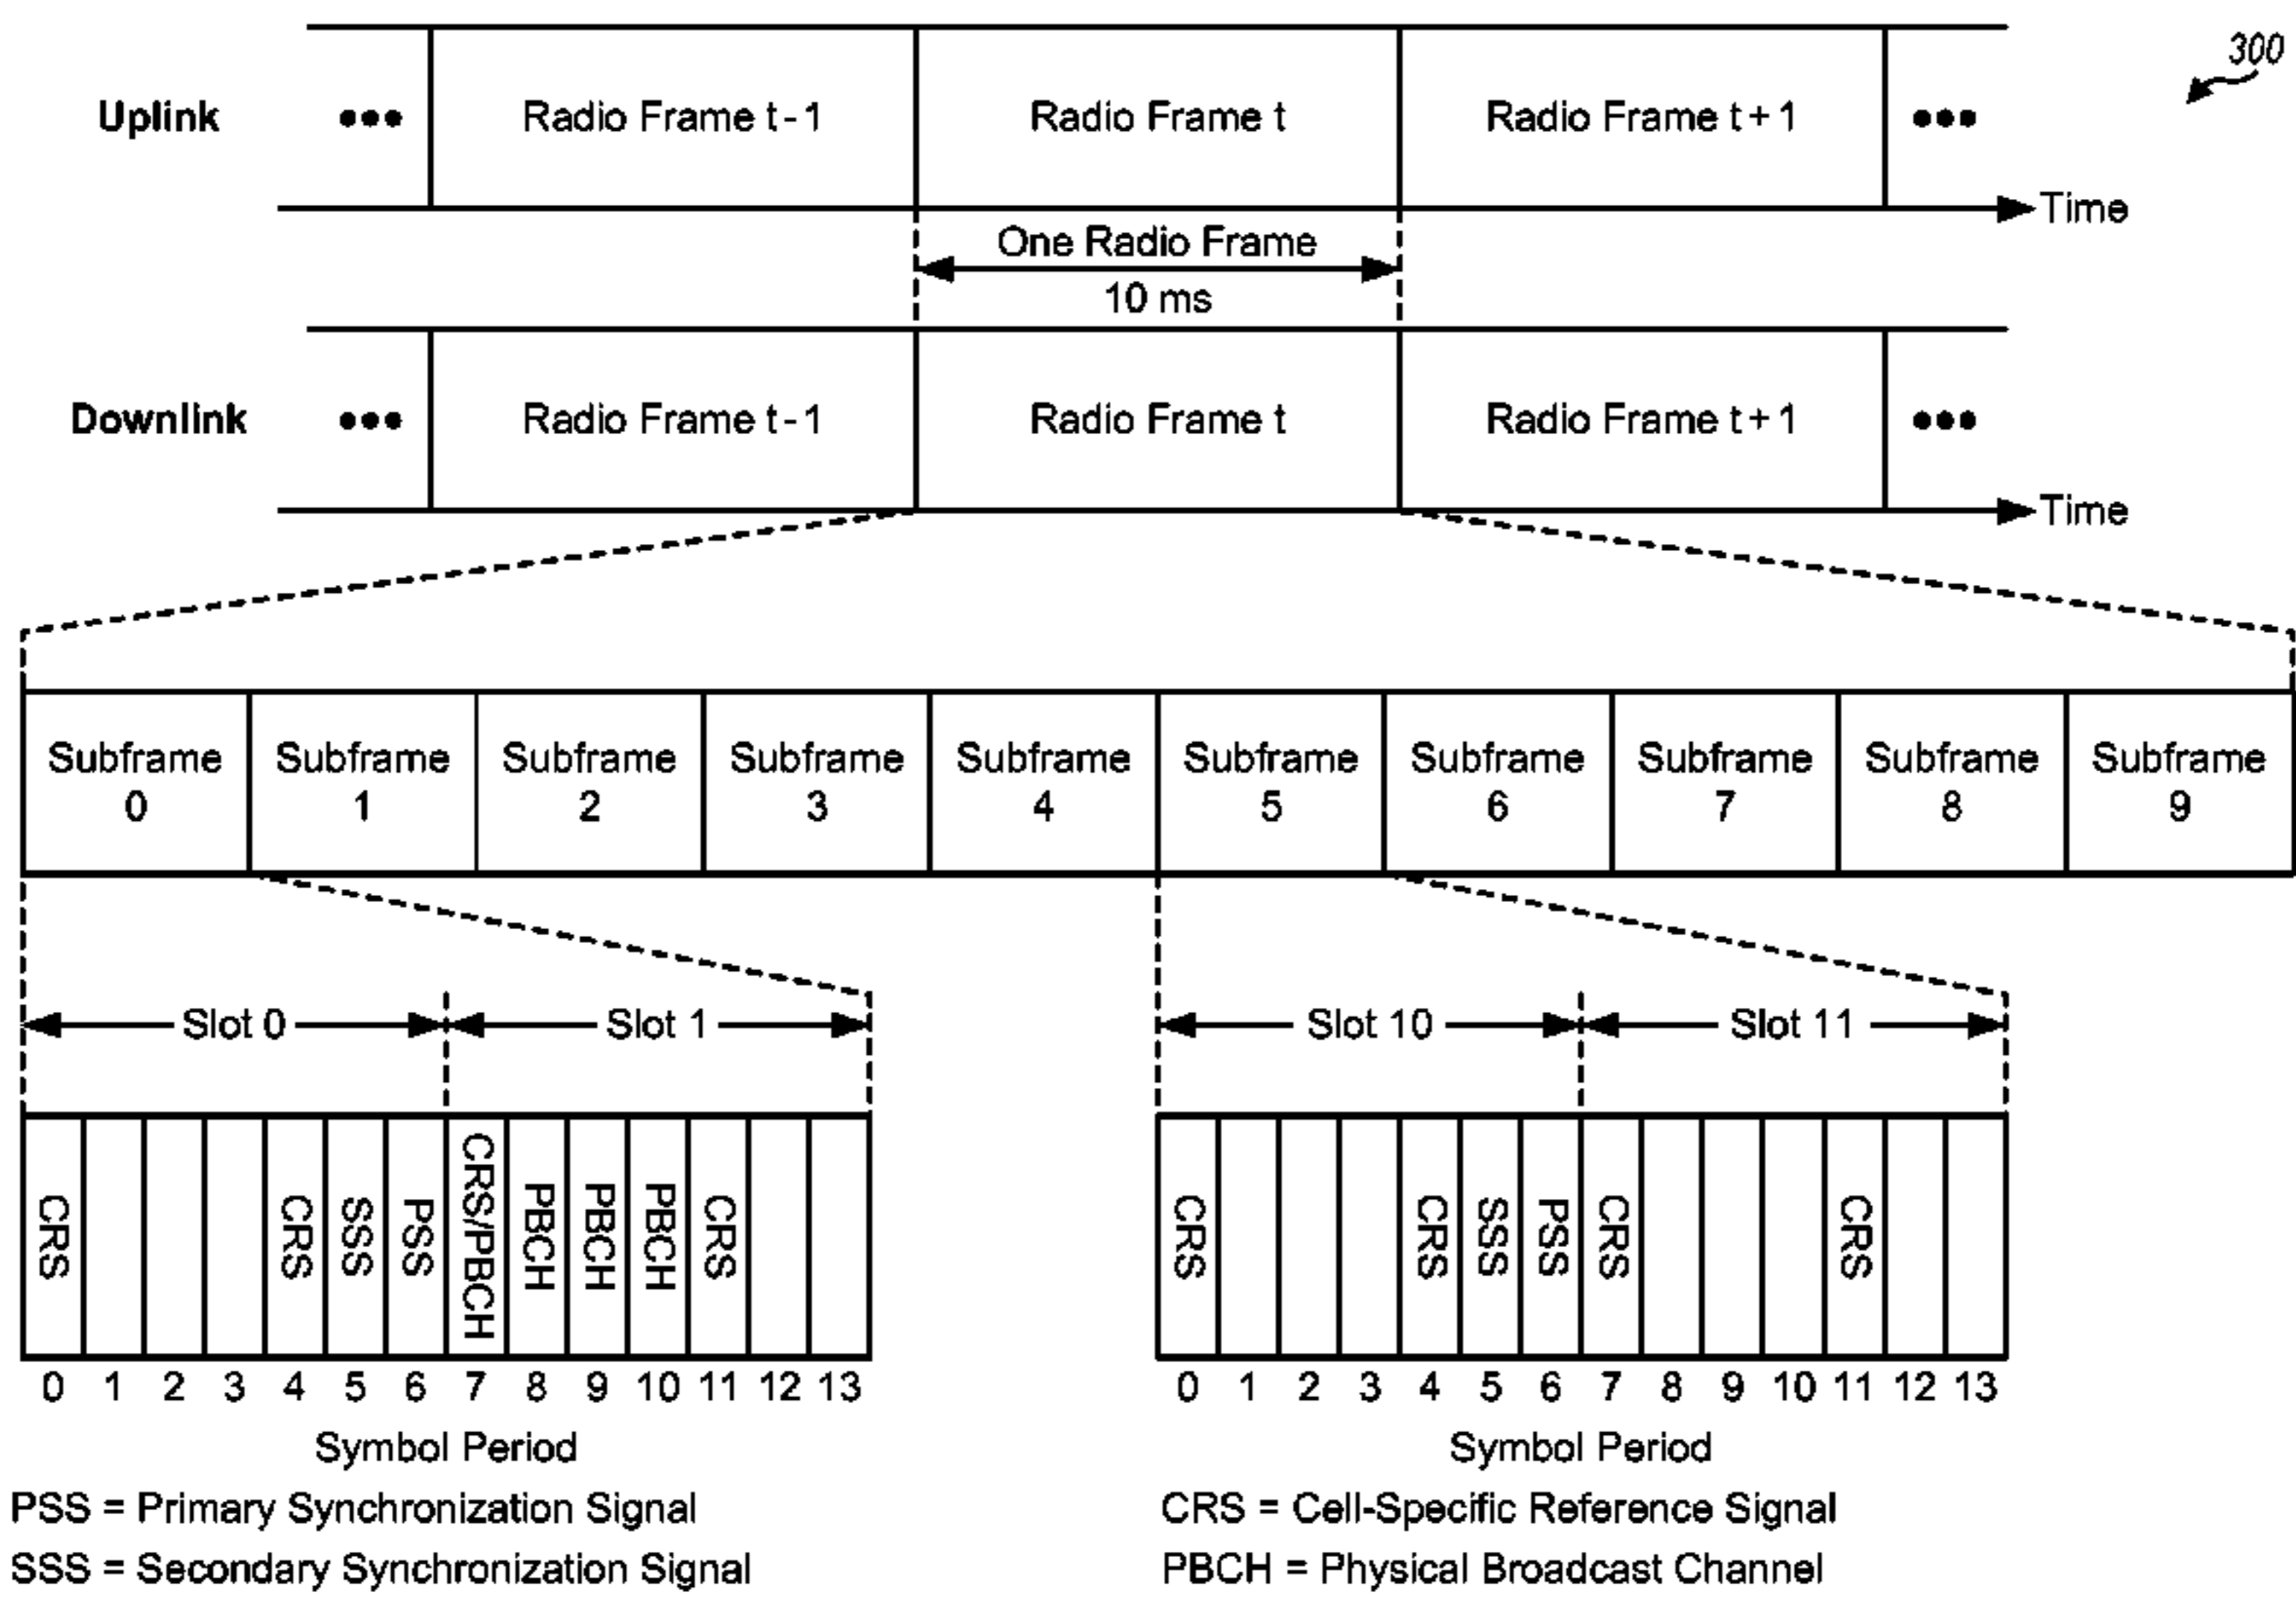 300
Uplink ••• Radio Frame t - 1 Radio Frame t Radio Frame t + 1 •••
Time
One Radio Frame
10 ms
Downlink ••• Radio Frame t - 1 Radio Frame t Radio Frame t + 1 •••
Time
Subframe Subframe Subframe Subframe Subframe Subframe Subframe Subframe Subframe Subframe
0 1 2 3 4 5 6 7 8 9
Slot 0 Slot 1 Slot 10 Slot 11
CRS CRS SSS PSS CRS/PBCH PBCH PBCH PBCH CRS
CRS CRS SSS PSS CRS CRS
0 1 2 3 4 5 6 7 8 9 10 11 12 13
0 1 2 3 4 5 6 7 8 9 10 11 12 13
Symbol Period
Symbol Period
PSS = Primary Synchronization Signal
SSS = Secondary Synchronization Signal
CRS = Cell-Specific Reference Signal
PBCH = Physical Broadcast Channel